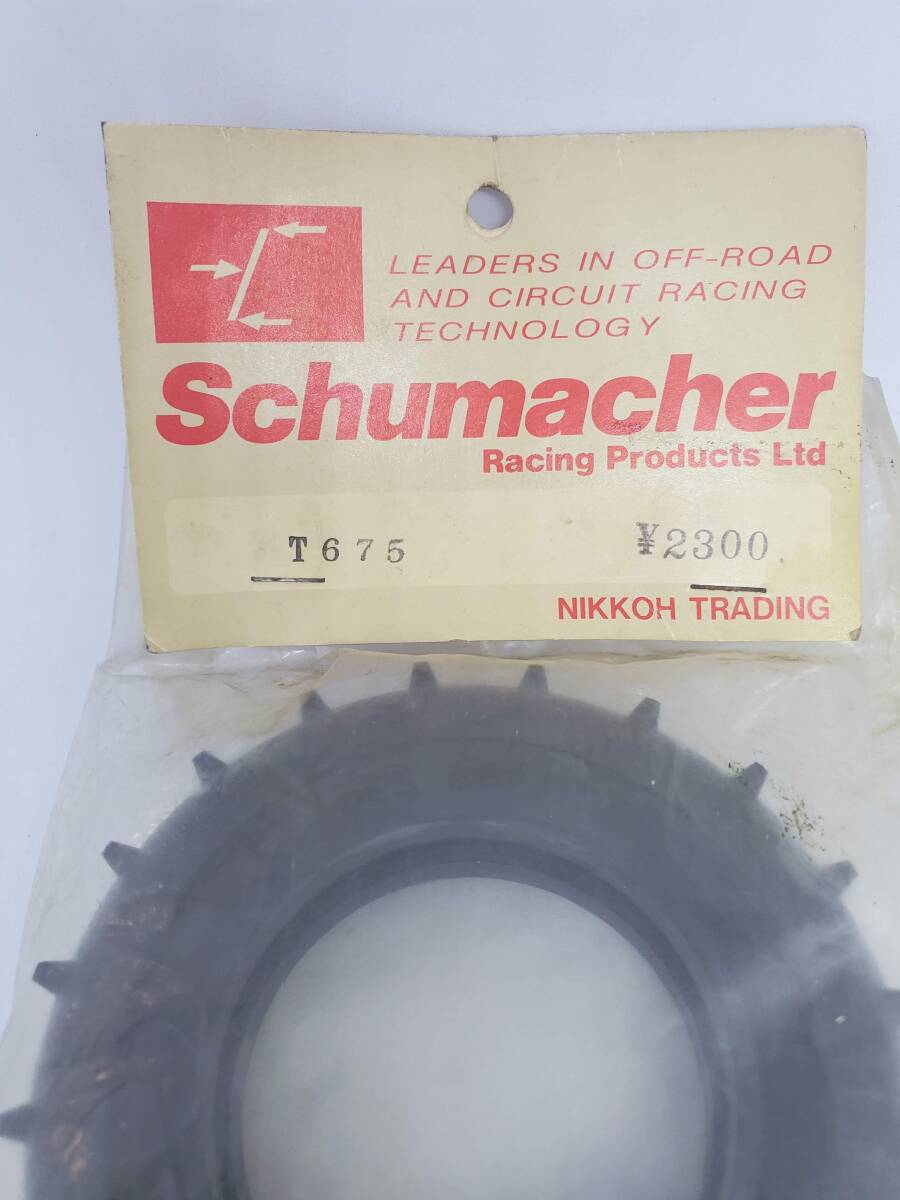 LEADERS IN OFF-ROAD
AND CIRCUIT RACING
TECHNOLOGY
Schumacher
Racing Products Ltd
T675 ¥2300
NIKKOH TRADING